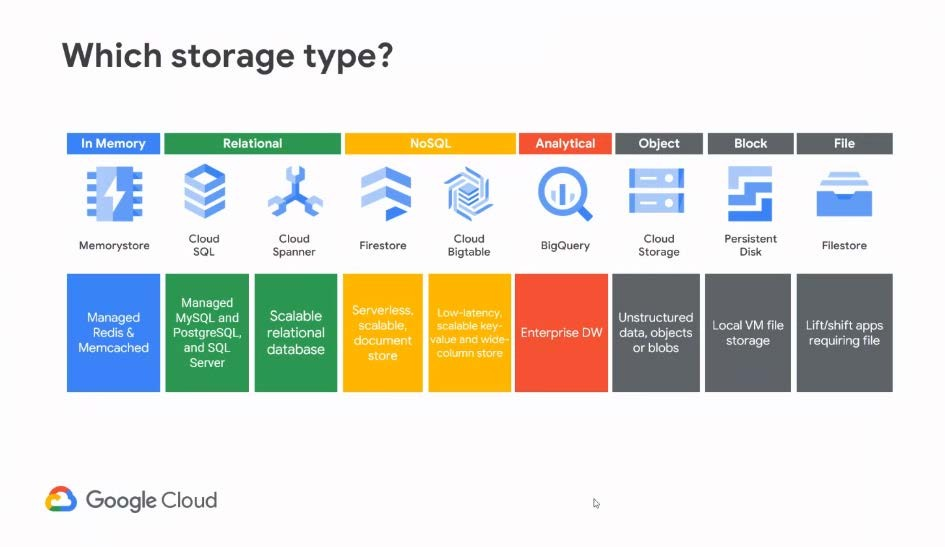 Which storage type?
In Memory
Relational
NoSQL
Analytical
Object
Block
File
Memorystore
Cloud
SQL
Cloud
Spanner
Firestore
Cloud
Bigtable
BigQuery
Cloud
Storage
Persistent
Disk
Filestore
Managed
Redis &
Memcached
Managed
MySQL and
PostgreSQL,
and SQL
Server
Scalable
relational
database
Serverless,
scalable,
document
store
Low-latency,
scalable key-
value and wide-
column store
Enterprise DW
Unstructured
data, objects
or blobs
Local VM file
storage
Lift/shift apps
requiring file
Google Cloud